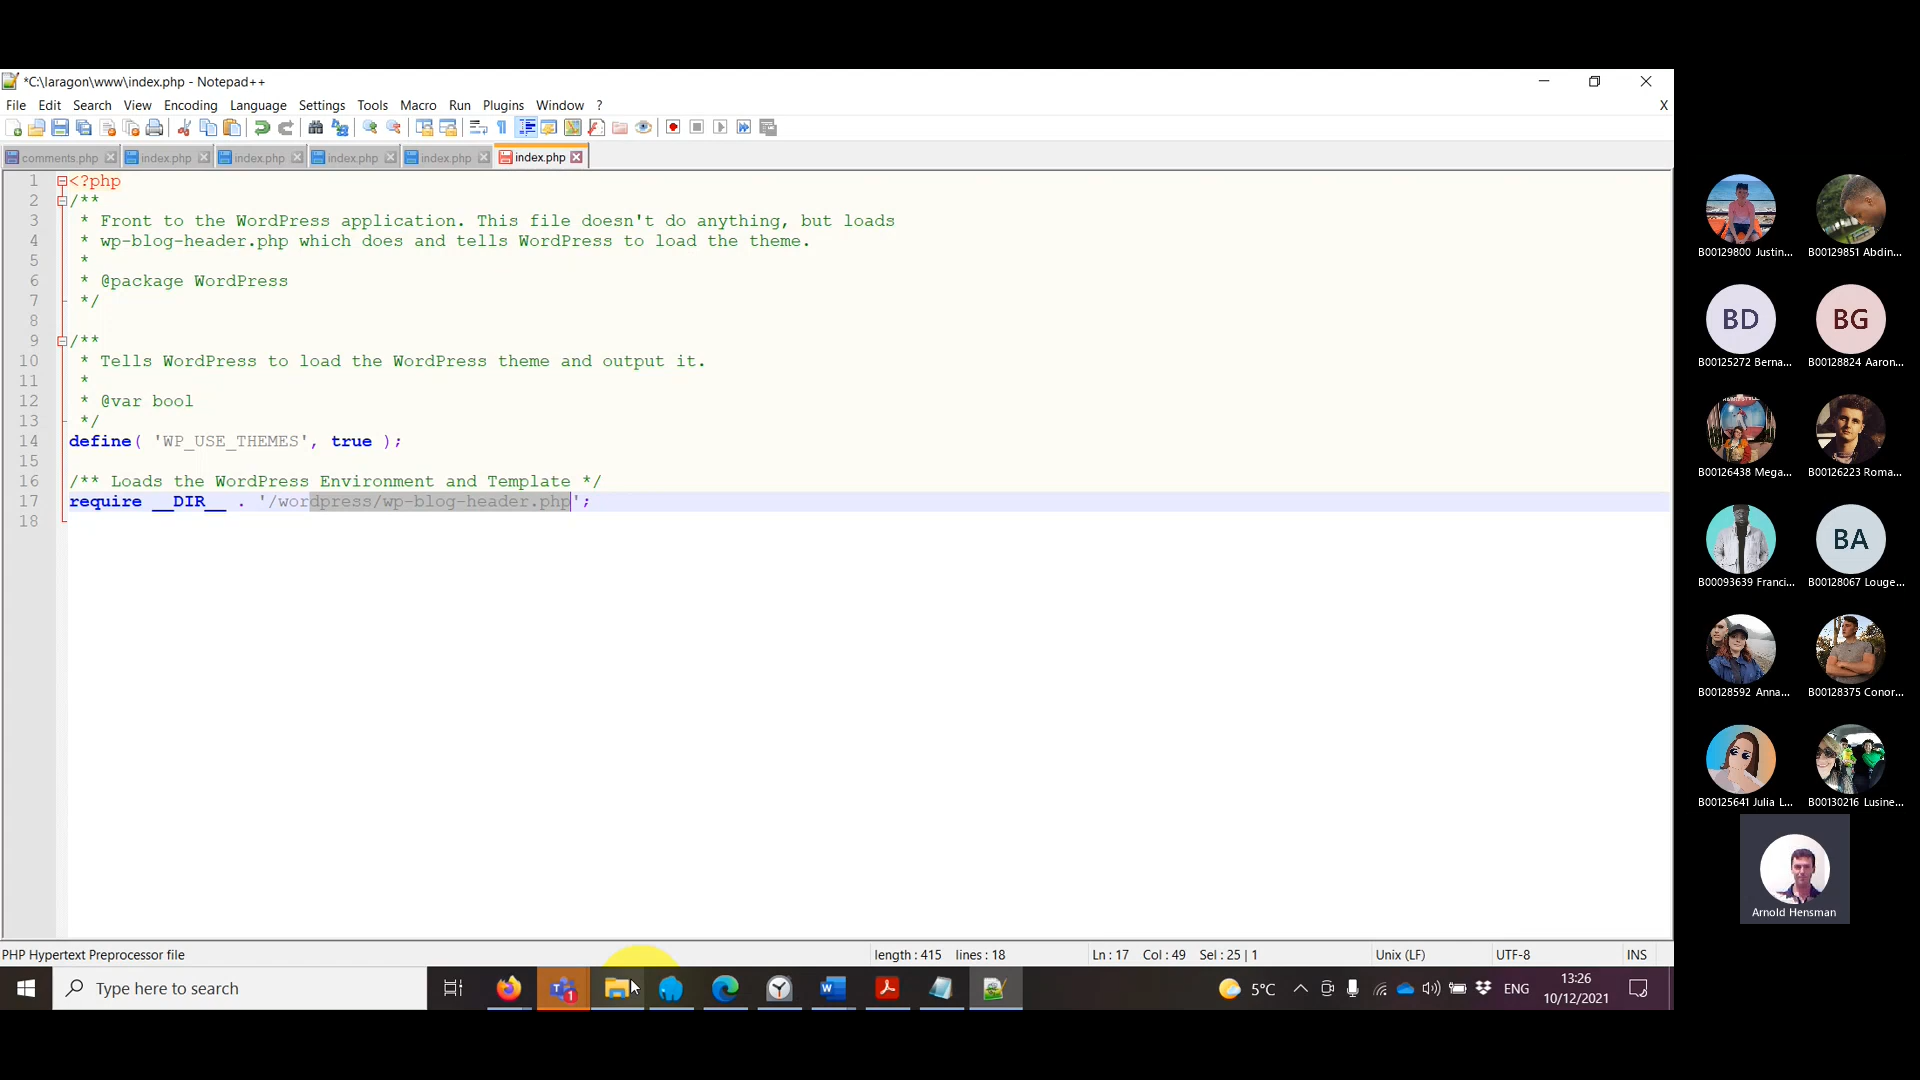 *C:\laragon\www\index.php - Notepad++
File Edit Search View Encoding Language Settings Tools Macro Run Plugins Window ? X
comments.php index.php index.php index.php index.php index.php
1 <?php
2 /**
3 * Front to the WordPress application. This file doesn't do anything, but loads
4 * wp-blog-header.php which does and tells WordPress to load the theme.
5 *
6 * @package WordPress
7 */
8
9 /**
10 * Tells WordPress to load the WordPress theme and output it.
11 *
12 * @var bool
13 */
14 define( 'WP_USE_THEMES', true );
15
16 /** Loads the WordPress Environment and Template */
17 require __DIR__ . '/wordpress/wp-blog-header.php';
18
PHP Hypertext Preprocessor file length : 415 lines : 18 Ln : 17 Col : 49 Sel : 25 | 1 Unix (LF) UTF-8 INS
Type here to search 1 5°C ENG 13:26
10/12/2021
B00129800 Justin... B00129851 Abdin...
BD BG
B00125272 Berna... B00128824 Aaron...
B00126438 Mega... B00126223 Roma...
BA
B00093639 Franci... B00128067 Louge...
B00128592 Anna... B00128375 Conor...
B00125641 Julia L... B00130216 Lusine...
Arnold Hensman